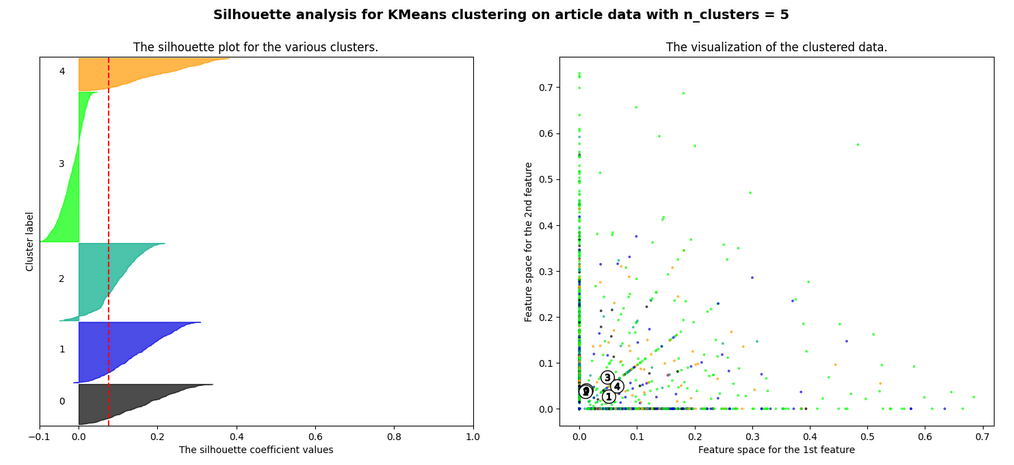 Silhouette analysis for KMeans clustering on article data with n_clusters = 5
The silhouette plot for the various clusters.
Cluster label
4
3
2
1
0
−0.1 0.0 0.2 0.4 0.6 0.8 1.0
The silhouette coefficient values
The visualization of the clustered data.
Feature space for the 2nd feature
0.7
0.6
0.5
0.4
0.3
0.2
0.1
0.0
3
4
1
0.0 0.1 0.2 0.3 0.4 0.5 0.6 0.7
Feature space for the 1st feature